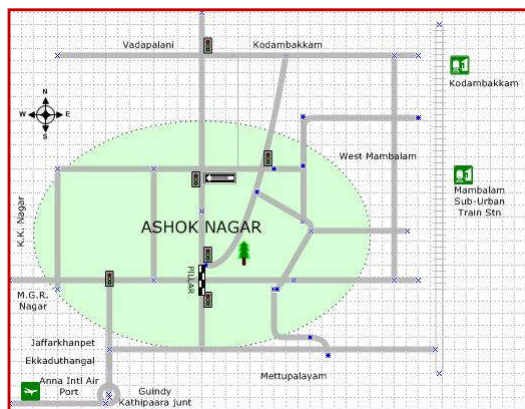 Vadapalani
Kodambakkam
Kodambakkam
N
W
E
S
West Mambalam
Mambalam
Sub-Urban
Train Stn
K.K. Nagar
ASHOK NAGAR
PILLAR
M.G.R.
Nagar
Jaffarkhanpet
Ekkaduthangal
Mettupalayam
Anna Intl Air
Port
Guindy
Kathipaara junt